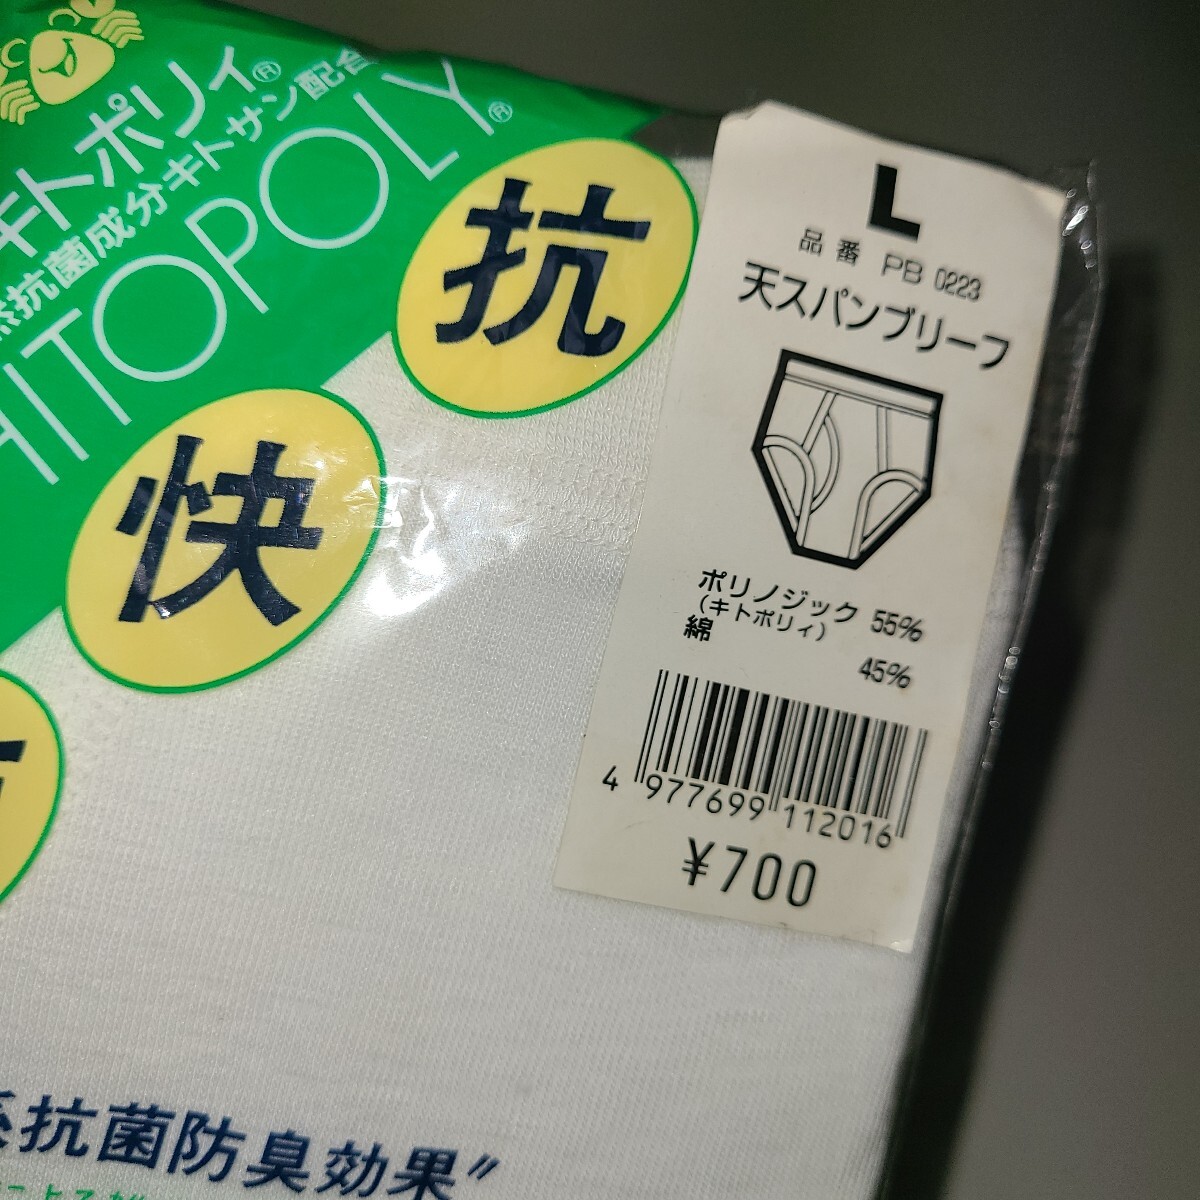 キトポリィ®
然抗菌成分キトサン配合
HITOPOLY®
抗
快
L
品番 PB 0223
天スパンブリーフ
ポリノジック 55%
(キトポリィ)
綿 45%
4 977699 112016
¥700
系抗菌防臭効果〃